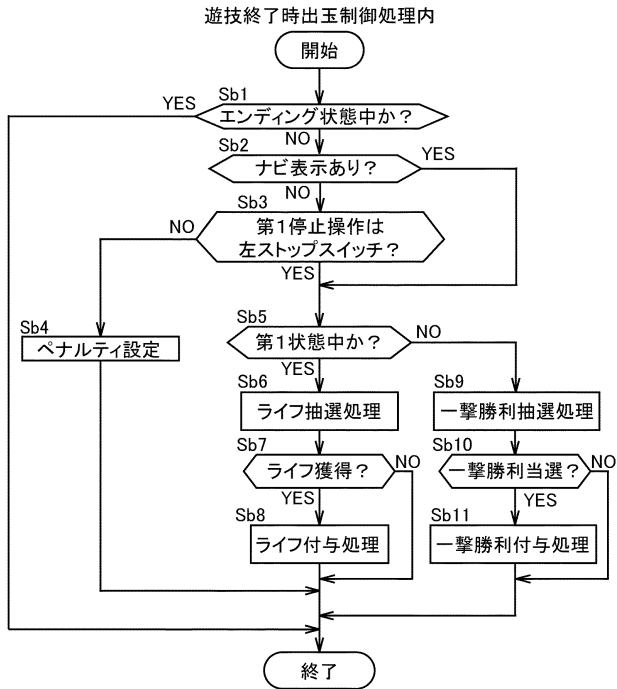 遊技終了時出玉制御処理内
開始
Sb1
YES
エンディング状態中か？
NO
Sb2
ナビ表示あり？
YES
NO
Sb3
NO
第１停止操作は
左ストップスイッチ？
YES
Sb4
ペナルティ設定
Sb5
第１状態中か？
NO
YES
Sb6
ライフ抽選処理
Sb9
一撃勝利抽選処理
Sb7
ライフ獲得？
NO
YES
Sb10
一撃勝利当選？
NO
YES
Sb8
ライフ付与処理
Sb11
一撃勝利付与処理
終了